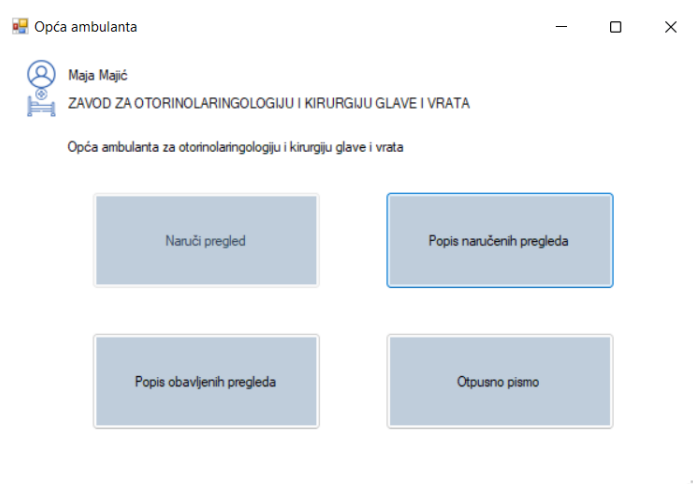 Opća ambulanta
Maja Majić
ZAVOD ZA OTORINOLARINGOLOGIJU I KIRURGIJU GLAVE I VRATA
Opća ambulanta za otorinolaringologiju i kirurgiju glave i vrata
Naruči pregled
Popis naručenih pregleda
Popis obavljenih pregleda
Otpusno pismo